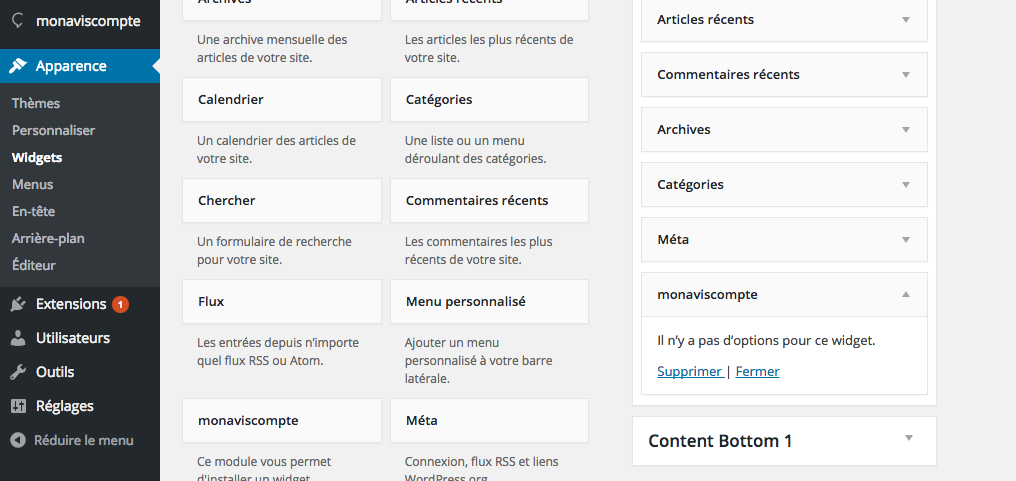 monaviscompte
Apparence
Thèmes
Personnaliser
Widgets
Menus
En-tête
Arrière-plan
Éditeur
Extensions 1
Utilisateurs
Outils
Réglages
Réduire le menu
Archives
Une archive mensuelle des
articles de votre site.
Articles récents
Les articles les plus récents de
votre site.
Calendrier
Un calendrier des articles de
votre site.
Catégories
Une liste ou un menu
déroulant des catégories.
Chercher
Un formulaire de recherche
pour votre site.
Commentaires récents
Les commentaires les plus
récents de votre site.
Flux
Les entrées depuis n’importe
quel flux RSS ou Atom.
Menu personnalisé
Ajouter un menu
personnalisé à votre barre
latérale.
monaviscompte
Ce module vous permet
d'installer un widget
Méta
Connexion, flux RSS et liens
WordPress.org
Articles récents
Commentaires récents
Archives
Catégories
Méta
monaviscompte
Il n’y a pas d’options pour ce widget.
Supprimer | Fermer
Content Bottom 1